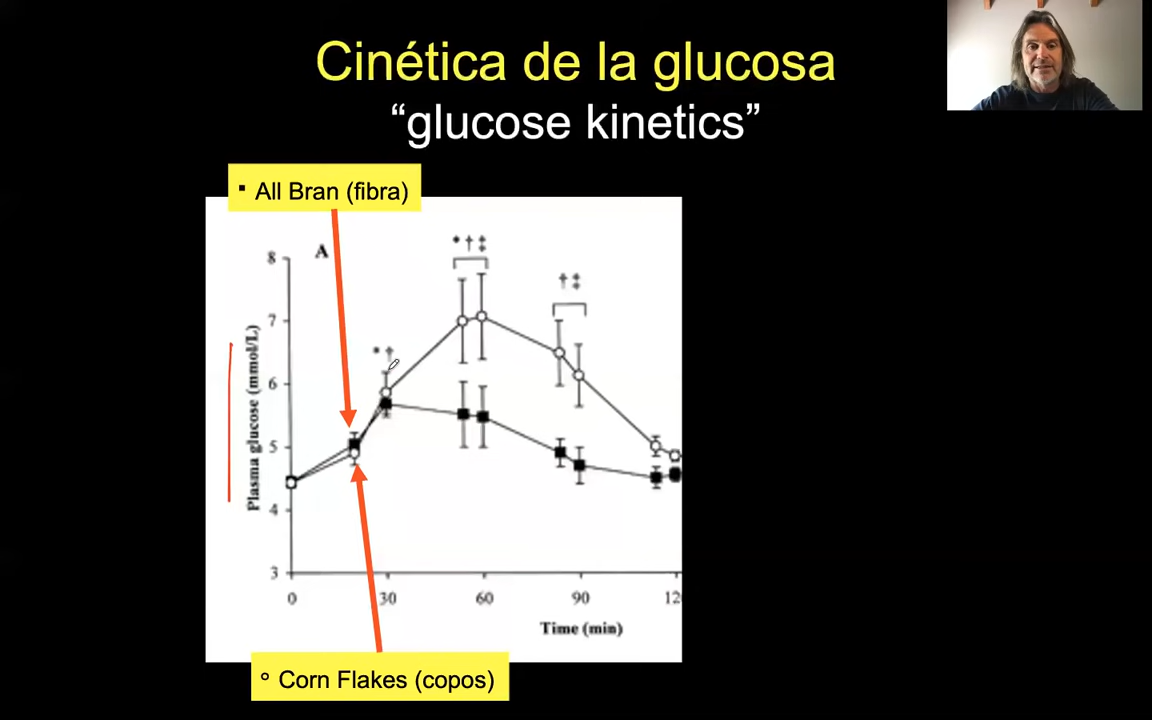 Cinética de la glucosa
“glucose kinetics”
▪ All Bran (fibra)
A
* † ‡
† ‡
* †
8
7
6
5
4
3
Plasma glucose (mmol/L)
0 30 60 90 12
Time (min)
° Corn Flakes (copos)